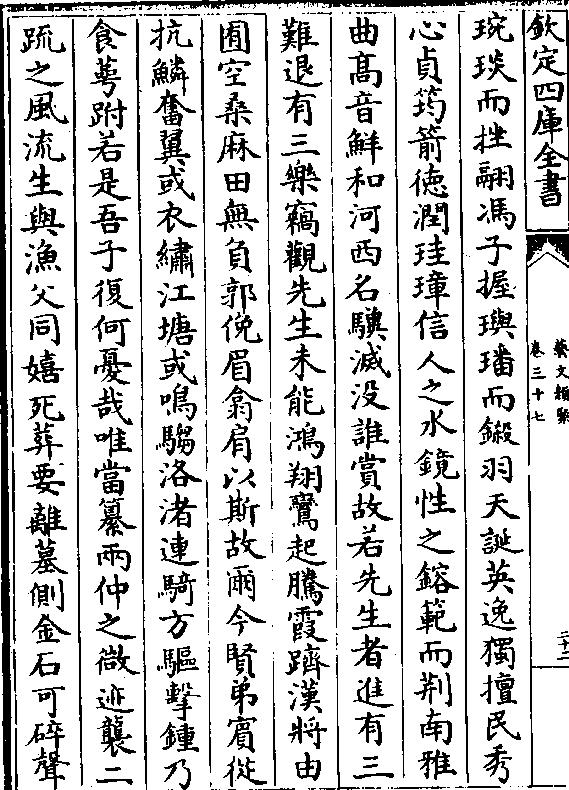 欽定四庫全書
藝文類聚
卷三十七
二十二
琬琰而挫翮馮子握璵璠而鎩羽天誕英逸獨擅民秀
心貞筠箭徳潤珪璋信人之水鏡性之鎔範而荆南雅
曲髙音鮮和河西名驥滅没誰賞故若先生者進有三
難退有三樂竊觀先生未能鴻翔鸞起騰霞躋漢將由
圃空桑麻田無負郭俛眉翕肩以斯故爾今賢弟賓從
抗鱗奮翼或衣繡江塘或鳴騶洛渚連騎方驅擊鍾乃
食蕚跗若是吾子復何憂哉唯當纂兩仲之微迹襲二
疏之風流生與漁父同嬉死葬要離墓側金石可碎聲